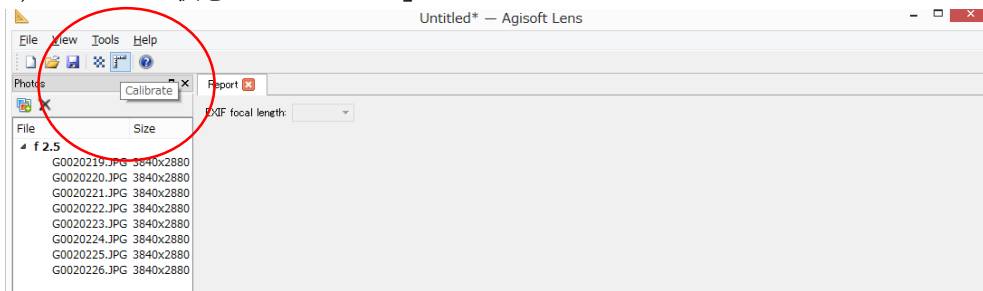 Untitled* — Agisoft Lens
File View Tools Help
Photos
Report
Calibrate
EXIF focal length:
File Size
f 2.5
G0020219.JPG 3840x2880
G0020220.JPG 3840x2880
G0020221.JPG 3840x2880
G0020222.JPG 3840x2880
G0020223.JPG 3840x2880
G0020224.JPG 3840x2880
G0020225.JPG 3840x2880
G0020226.JPG 3840x2880